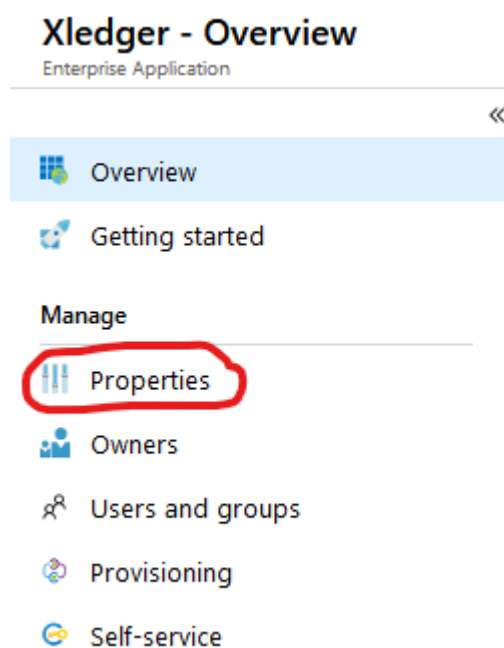 Xledger - Overview
Enterprise Application
«
Overview
Getting started
Manage
Properties
Owners
Users and groups
Provisioning
Self-service